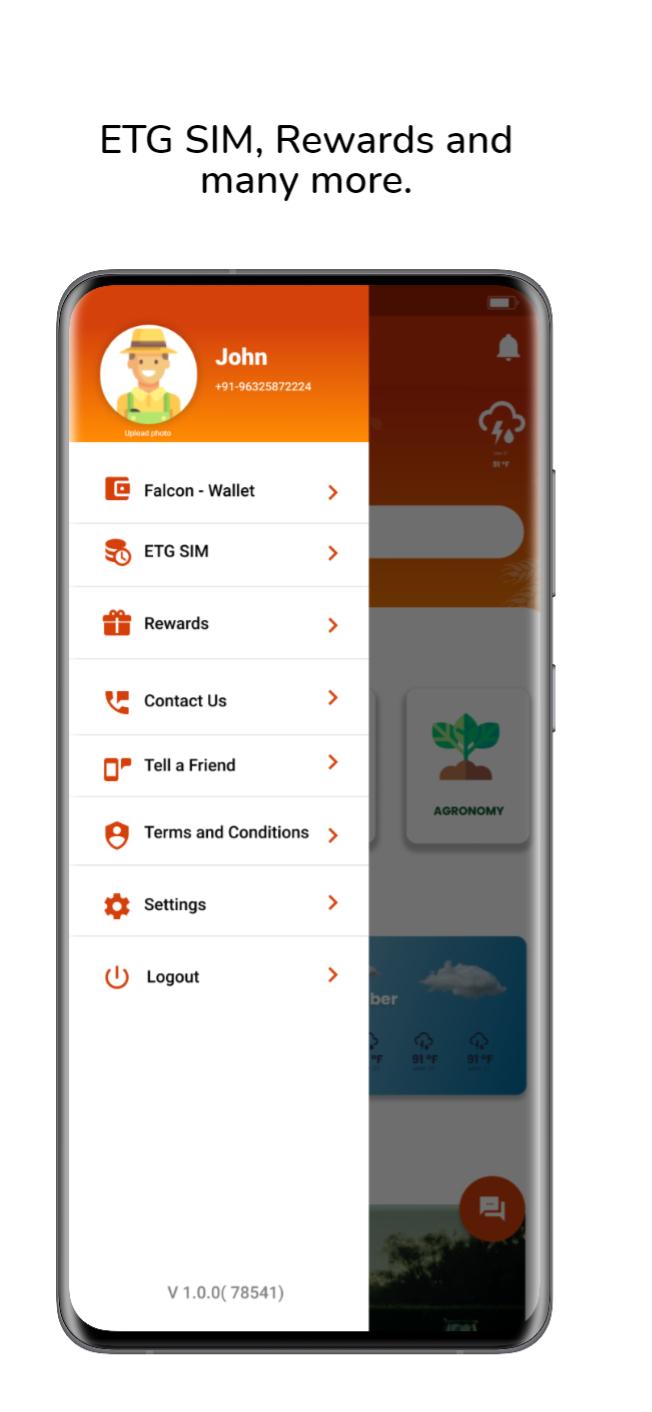 ETG SIM, Rewards and
many more.
John
+91-96325872224
Upload photo
91 °F
Falcon - Wallet
ETG SIM
Rewards
Contact Us
Tell a Friend
AGRONOMY
Terms and Conditions
Settings
Logout
ber
°F 91 °F 91 °F
V 1.0.0( 78541)